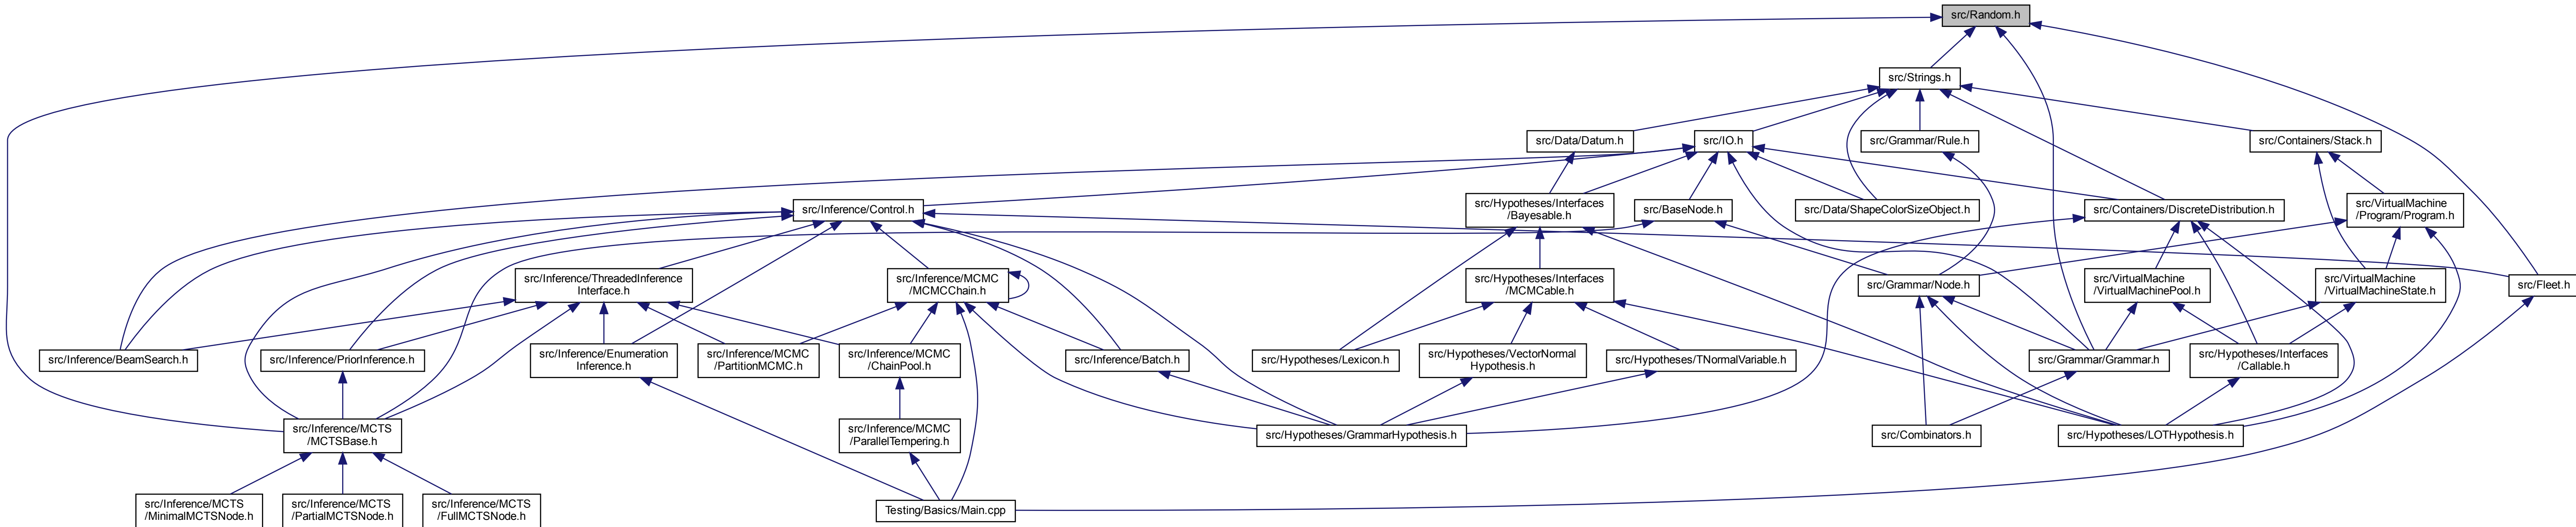 src/Random.h
src/Strings.h
src/Data/Datum.h
src/IO.h
src/Grammar/Rule.h
src/Containers/Stack.h
src/Inference/Control.h
src/Hypotheses/Interfaces
/Bayesable.h
src/BaseNode.h
src/Data/ShapeColorSizeObject.h
src/Containers/DiscreteDistribution.h
src/VirtualMachine
/Program/Program.h
src/Inference/ThreadedInference
Interface.h
src/Inference/MCMC
/MCMCChain.h
src/Hypotheses/Interfaces
/MCMCable.h
src/Grammar/Node.h
src/VirtualMachine
/VirtualMachinePool.h
src/VirtualMachine
/VirtualMachineState.h
src/Fleet.h
src/Inference/BeamSearch.h
src/Inference/PriorInference.h
src/Inference/Enumeration
Inference.h
src/Inference/MCMC
/PartitionMCMC.h
src/Inference/MCMC
/ChainPool.h
src/Inference/Batch.h
src/Hypotheses/Lexicon.h
src/Hypotheses/VectorNormal
Hypothesis.h
src/Hypotheses/TNormalVariable.h
src/Grammar/Grammar.h
src/Hypotheses/Interfaces
/Callable.h
src/Inference/MCTS
/MCTSBase.h
src/Inference/MCMC
/ParallelTempering.h
src/Hypotheses/GrammarHypothesis.h
src/Combinators.h
src/Hypotheses/LOTHypothesis.h
src/Inference/MCTS
/MinimalMCTSNode.h
src/Inference/MCTS
/PartialMCTSNode.h
src/Inference/MCTS
/FullMCTSNode.h
Testing/Basics/Main.cpp